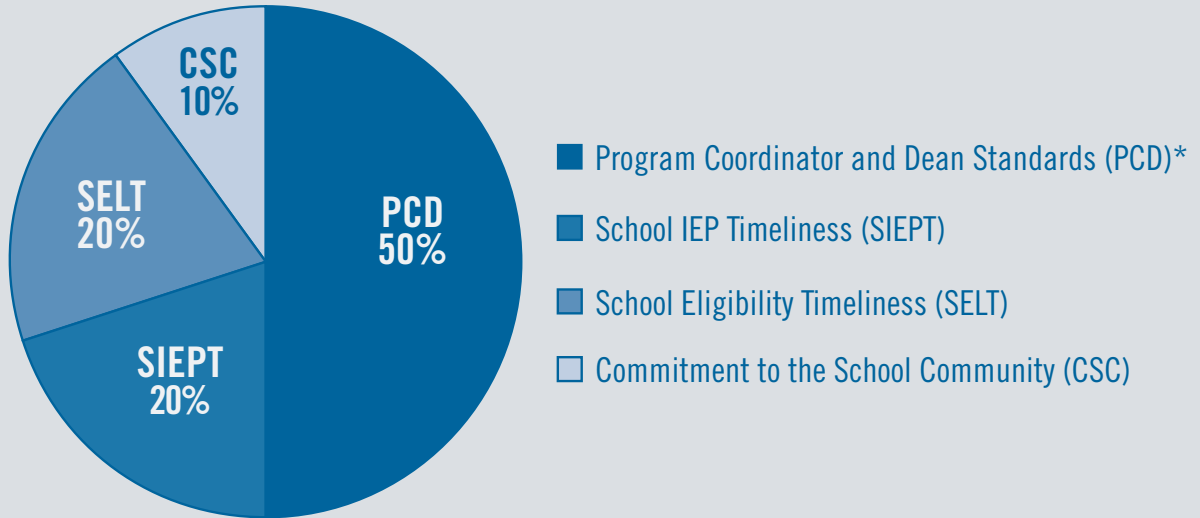 CSC
10%
SELT
20%
PCD
50%
SIEPT
20%
Program Coordinator and Dean Standards (PCD)*
School IEP Timeliness (SIEPT)
School Eligibility Timeliness (SELT)
Commitment to the School Community (CSC)